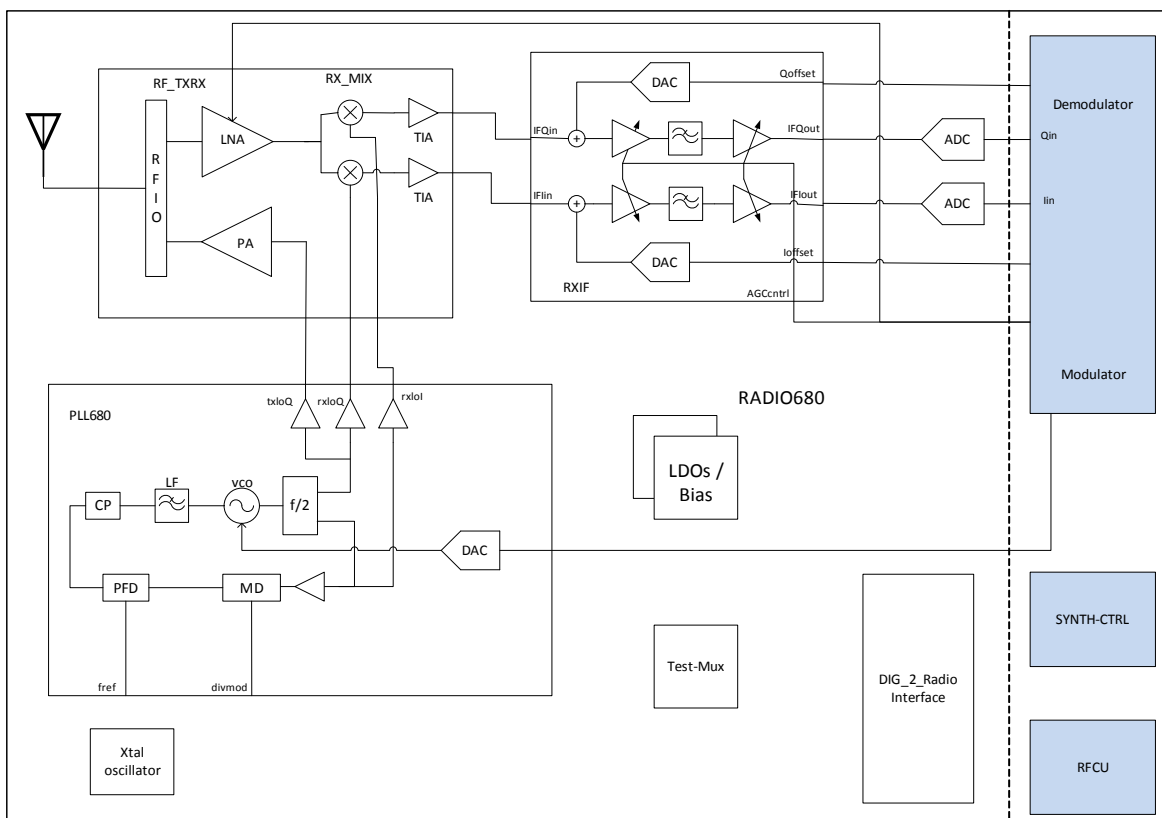 RF_TXRX
RX_MIX
LNA
TIA
TIA
RFIO
PA
DAC
Qoffset
IFQin
+
IFQout
ADC
IFIin
+
IFIout
ADC
DAC
Ioffset
RXIF
AGCcntrl
Demodulator
Qin
Iin
Modulator
PLL680
txloQ
rxloQ
rxloI
RADIO680
LDOs /
Bias
CP
LF
vco
f/2
DAC
PFD
MD
fref
divmod
Xtal
oscillator
Test-Mux
DIG_2_Radio
Interface
SYNTH-CTRL
RFCU